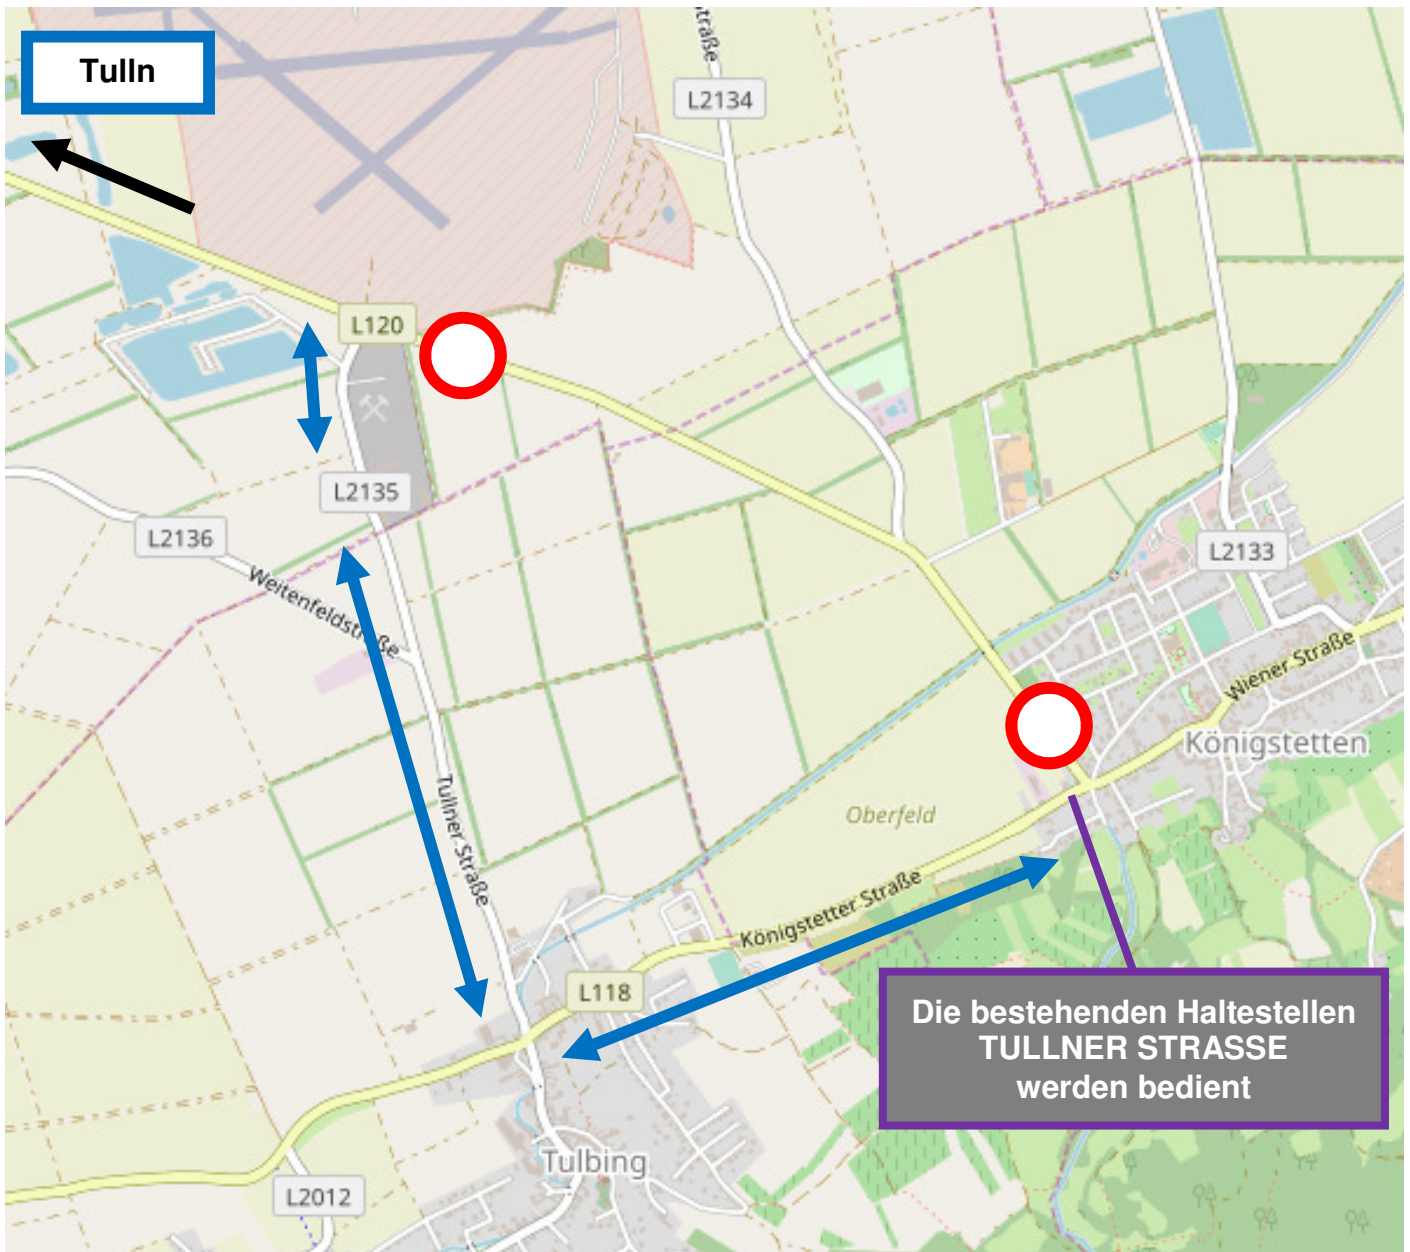 Tulln
straße
L2134
L120
L2135
L2136
Weitenfeldstraße
L2133
Wiener Straße
Königstetten
Tullner Straße
Oberfeld
Königstetter Straße
L118
Die bestehenden Haltestellen
TULLNER STRASSE
werden bedient
Tulbing
L2012